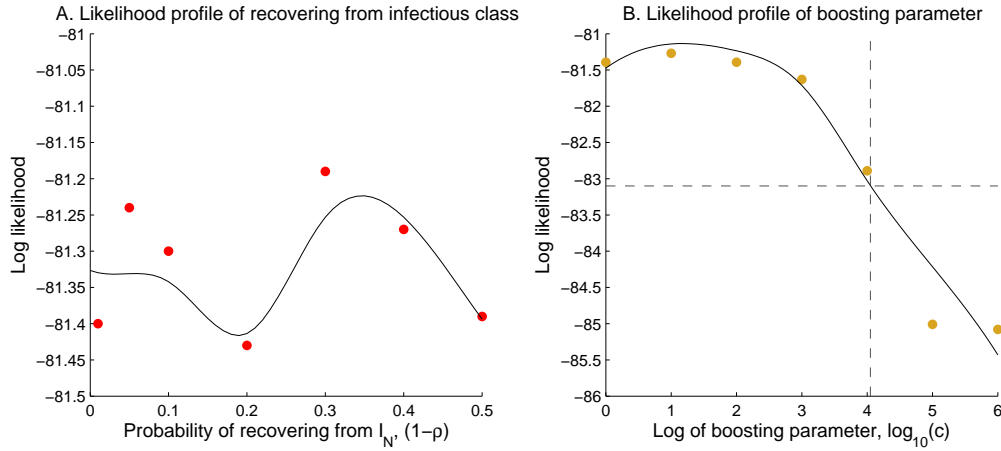 A. Likelihood profile of recovering from infectious class
−81
−81.05
−81.1
−81.15
−81.2
−81.25
−81.3
−81.35
−81.4
−81.45
−81.5
Log likelihood
0 0.1 0.2 0.3 0.4 0.5
Probability of recovering from I_N, (1−ρ)
B. Likelihood profile of boosting parameter
−81
−81.5
−82
−82.5
−83
−83.5
−84
−84.5
−85
−85.5
−86
Log likelihood
0 1 2 3 4 5 6
Log of boosting parameter, log_10(c)